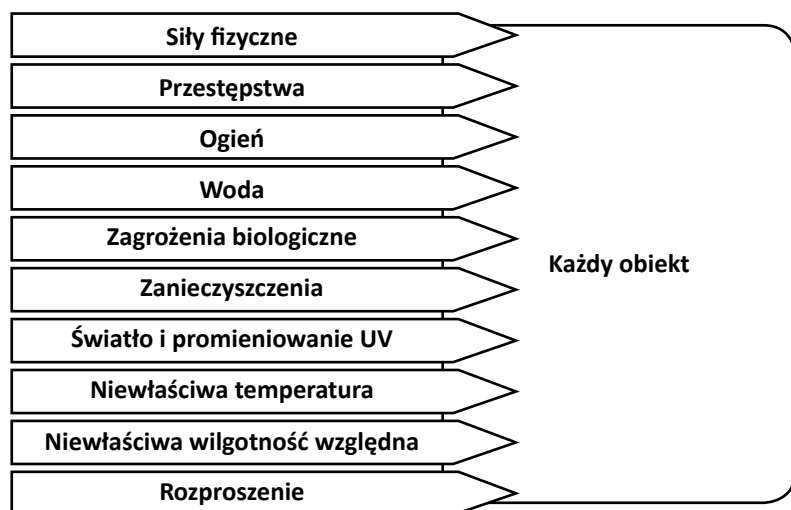 Siły fizyczne
Przestępstwa
Ogień
Woda
Zagrożenia biologiczne
Każdy obiekt
Zanieczyszczenia
Światło i promieniowanie UV
Niewłaściwa temperatura
Niewłaściwa wilgotność względna
Rozproszenie